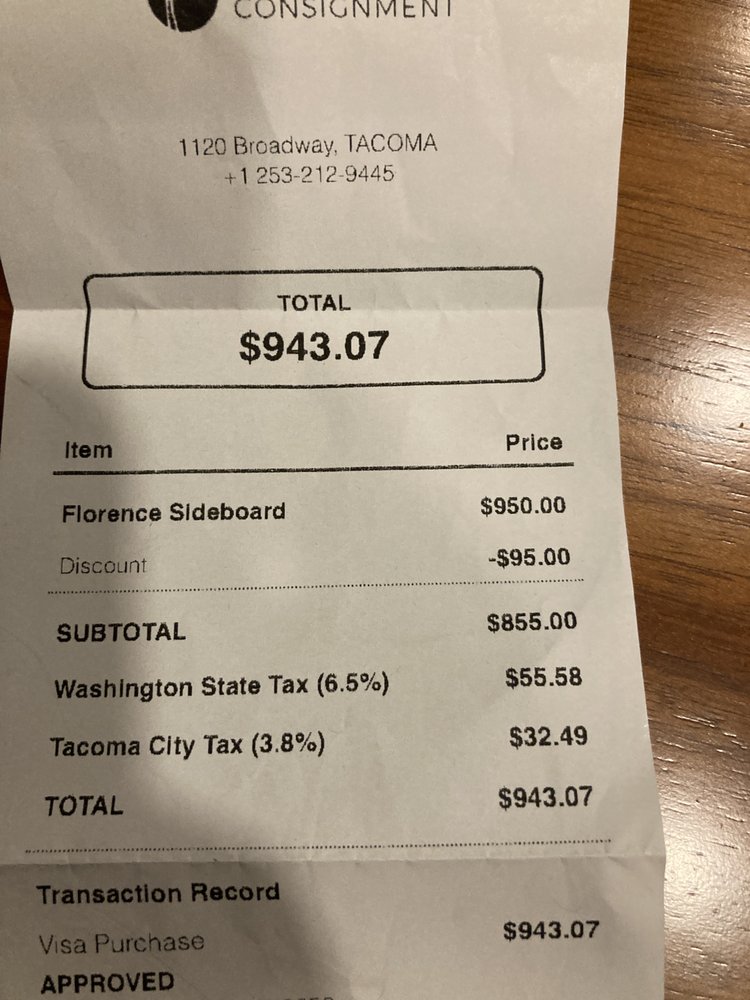 CONSIGNMENT
1120 Broadway, TACOMA
+1 253-212-9445
TOTAL
$943.07
Item Price
Florence Sideboard $950.00
Discount -$95.00
SUBTOTAL $855.00
Washington State Tax (6.5%) $55.58
Tacoma City Tax (3.8%) $32.49
TOTAL $943.07
Transaction Record
Visa Purchase $943.07
APPROVED